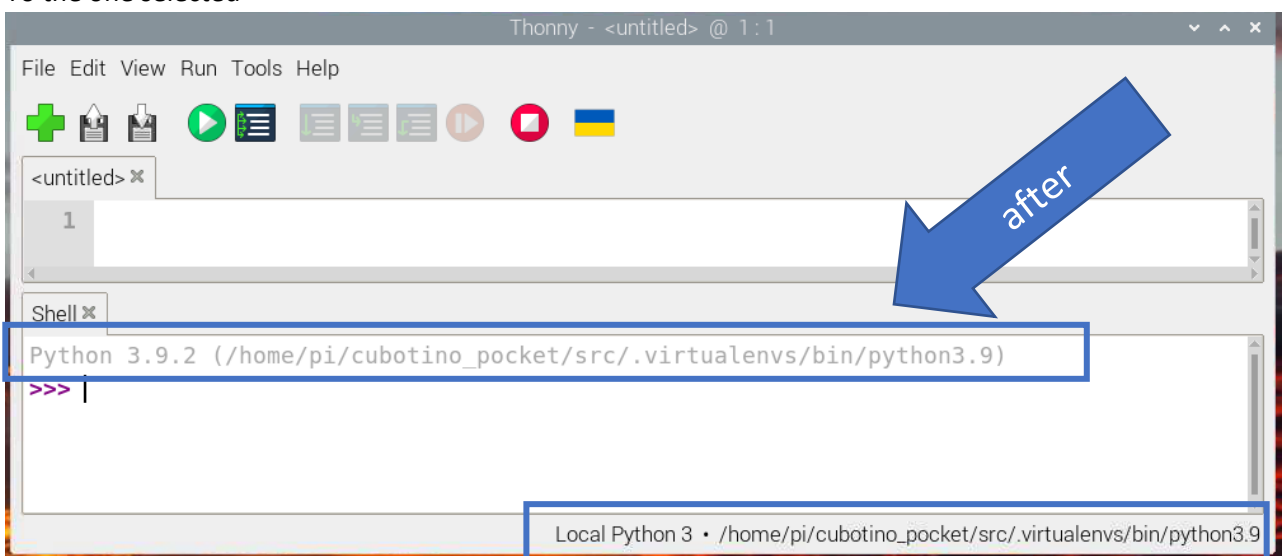 Thonny - <untitled> @ 1 : 1
File Edit View Run Tools Help
<untitled>
1
after
Shell
Python 3.9.2 (/home/pi/cubotino_pocket/src/.virtualenvs/bin/python3.9)
>>>
Local Python 3 • /home/pi/cubotino_pocket/src/.virtualenvs/bin/python3.9